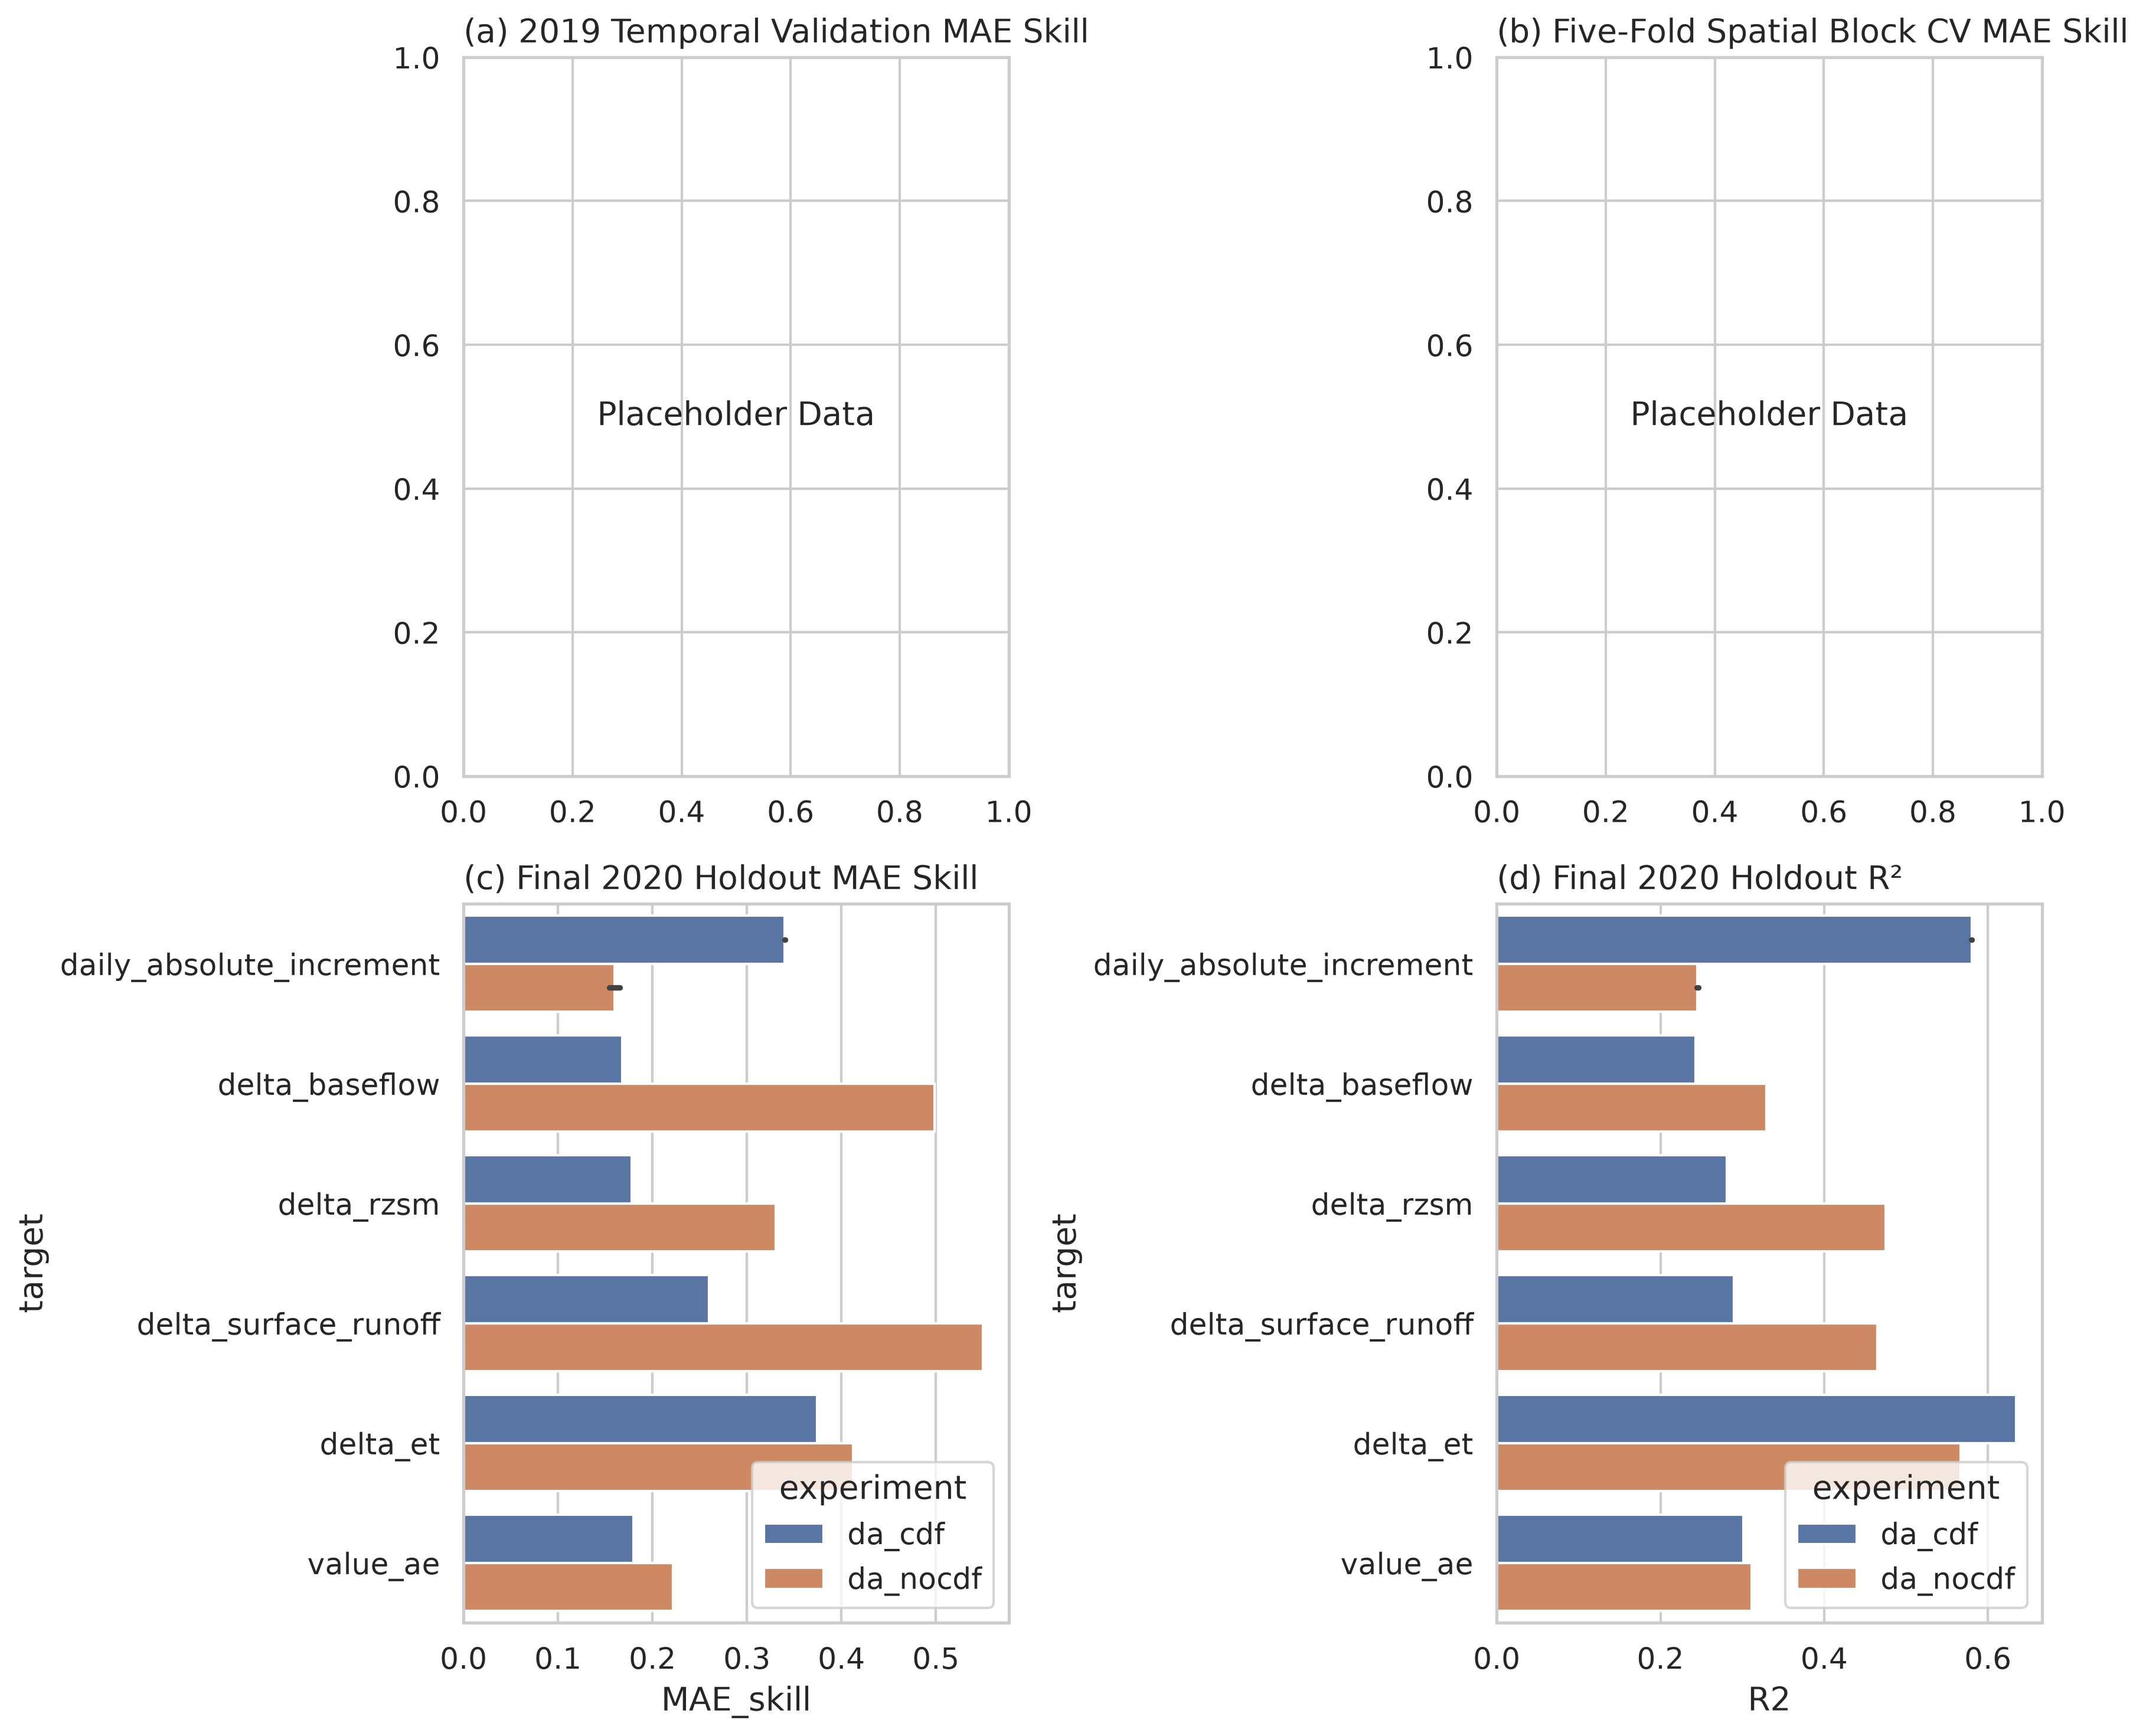 (a) 2019 Temporal Validation MAE Skill
1.0
0.8
0.6
0.4
0.2
0.0
Placeholder Data
0.0 0.2 0.4 0.6 0.8 1.0
(b) Five-Fold Spatial Block CV MAE Skill
1.0
0.8
0.6
0.4
0.2
0.0
Placeholder Data
0.0 0.2 0.4 0.6 0.8 1.0
(c) Final 2020 Holdout MAE Skill
target
daily_absolute_increment
delta_baseflow
delta_rzsm
delta_surface_runoff
delta_et
value_ae
experiment
da_cdf
da_nocdf
0.0 0.1 0.2 0.3 0.4 0.5
MAE_skill
(d) Final 2020 Holdout R²
target
daily_absolute_increment
delta_baseflow
delta_rzsm
delta_surface_runoff
delta_et
value_ae
experiment
da_cdf
da_nocdf
0.0 0.2 0.4 0.6
R2